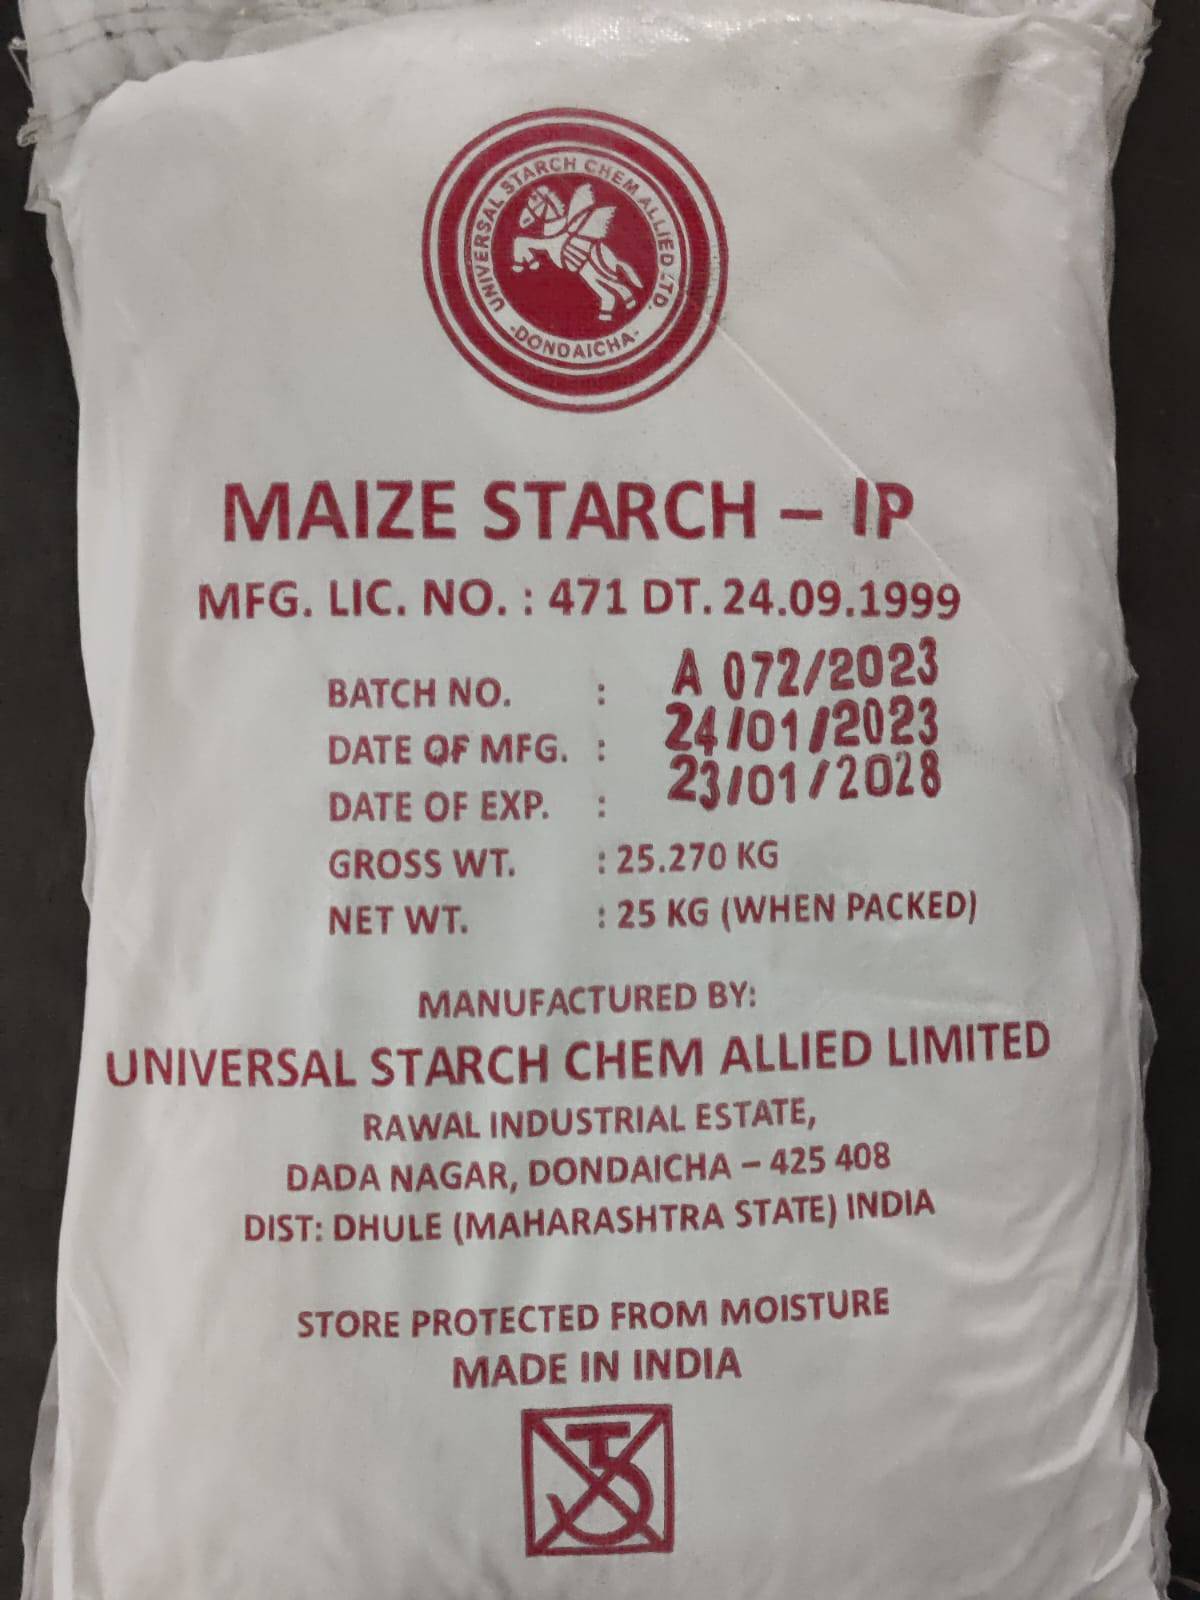 UNIVERSAL STARCH CHEM ALLIED LTD.
-DONDAICHA-
MAIZE STARCH – IP
MFG. LIC. NO. : 471 DT. 24.09.1999
BATCH NO. : A 072/2023
DATE OF MFG. : 24/01/2023
DATE OF EXP. : 23/01/2028
GROSS WT. : 25.270 KG
NET WT. : 25 KG (WHEN PACKED)
MANUFACTURED BY:
UNIVERSAL STARCH CHEM ALLIED LIMITED
RAWAL INDUSTRIAL ESTATE,
DADA NAGAR, DONDAICHA – 425 408
DIST: DHULE (MAHARASHTRA STATE) INDIA
STORE PROTECTED FROM MOISTURE
MADE IN INDIA